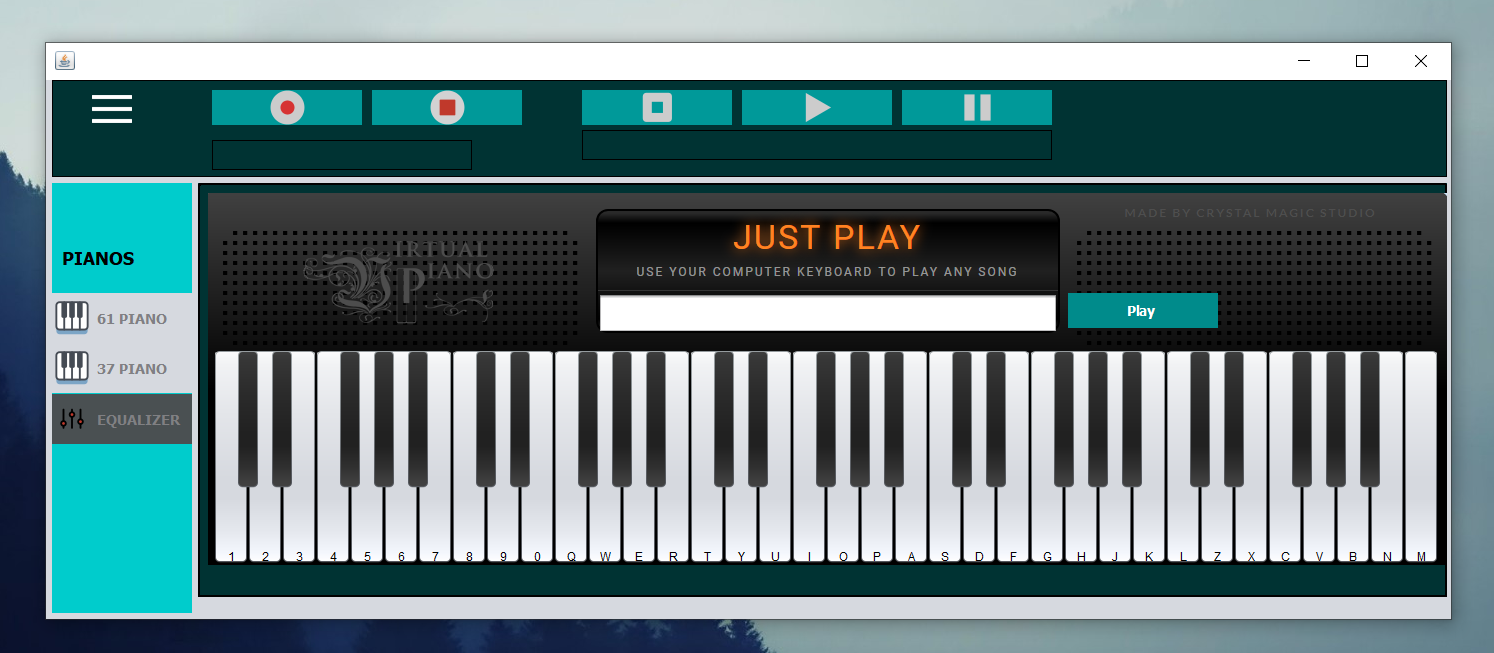 MADE BY CRYSTAL MAGIC STUDIO
JUST PLAY
VIRTUAL
PIANO
USE YOUR COMPUTER KEYBOARD TO PLAY ANY SONG
Play
PIANOS
61 PIANO
37 PIANO
EQUALIZER
1 2 3 4 5 6 7 8 9 0 Q W E R T Y U I O P A S D F G H J K L Z X C V B N M